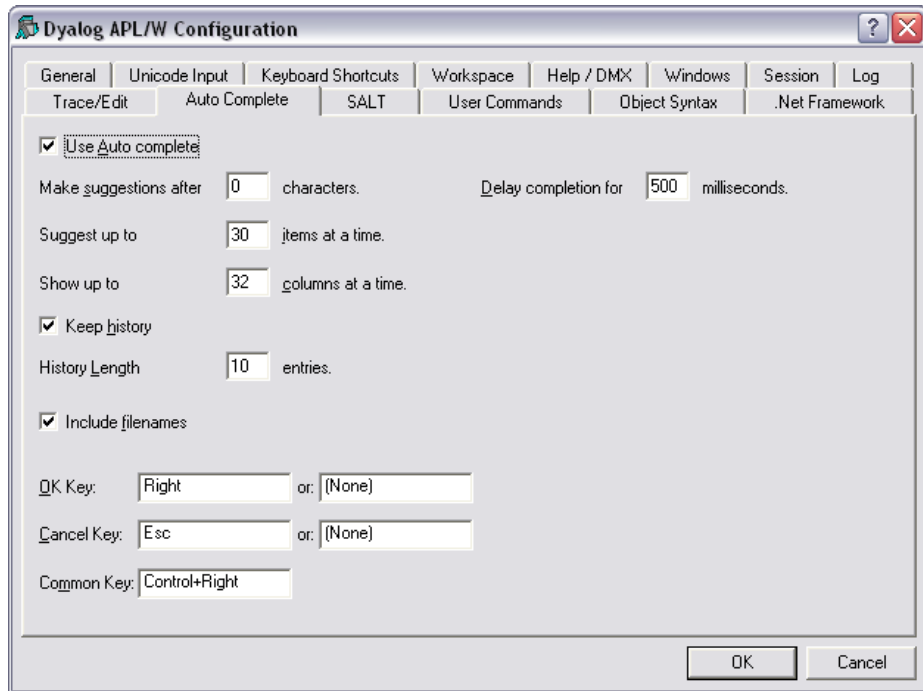 Dyalog APL/W Configuration
General Unicode Input Keyboard Shortcuts Workspace Help / DMX Windows Session Log
Trace/Edit Auto Complete SALT User Commands Object Syntax .Net Framework
Use Auto complete
Make suggestions after 0 characters. Delay completion for 500 milliseconds.
Suggest up to 30 items at a time.
Show up to 32 columns at a time.
Keep history
History Length 10 entries.
Include filenames
OK Key: Right or: (None)
Cancel Key: Esc or: (None)
Common Key: Control+Right
OK Cancel